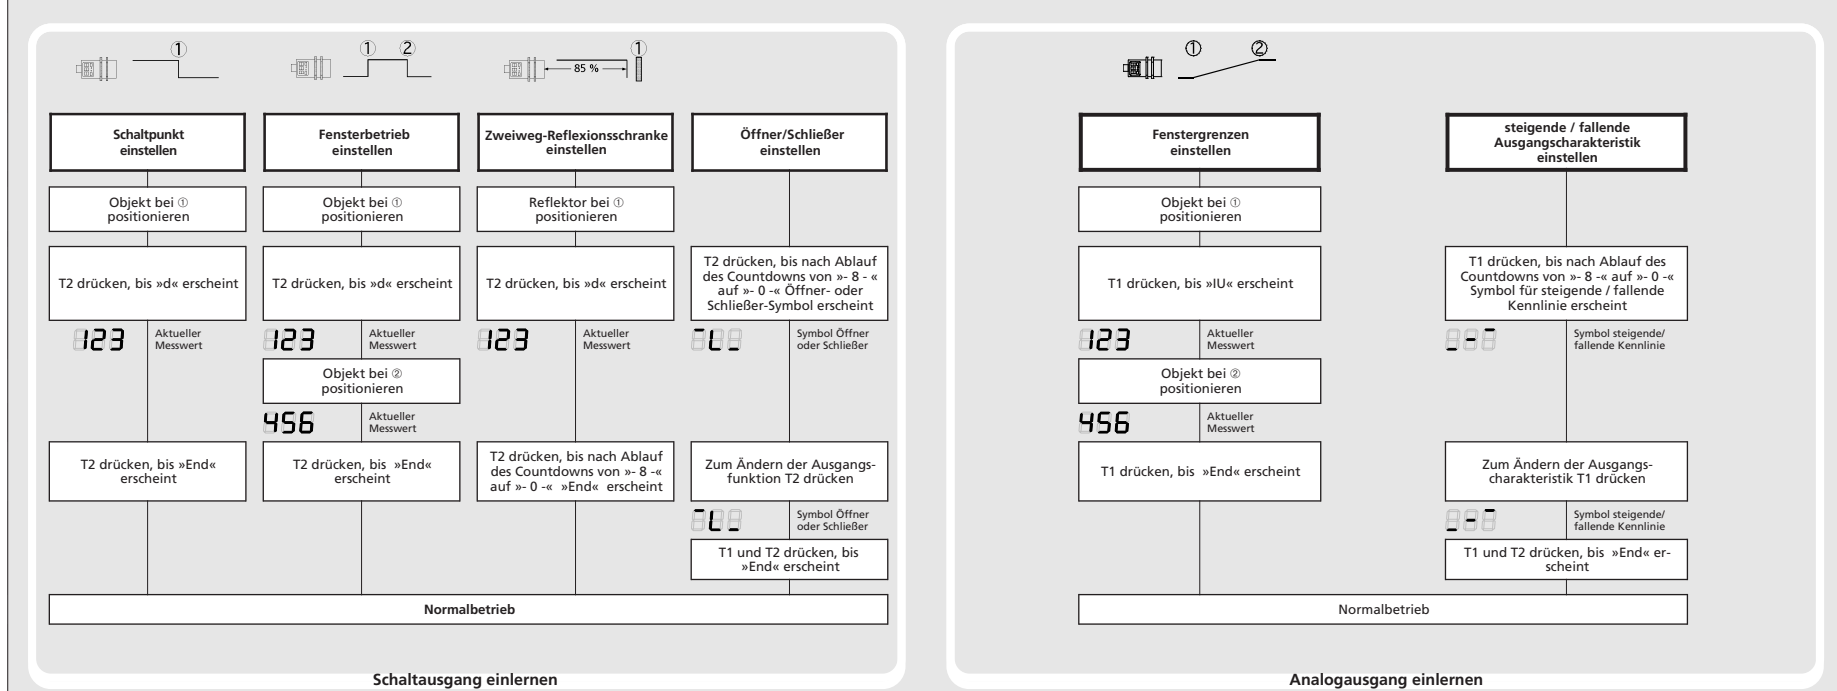 ①
① ②
①
85 %
Schaltpunkt
einstellen
Objekt bei ①
positionieren
T2 drücken, bis »d« erscheint
123
Aktueller
Messwert
T2 drücken, bis »End«
erscheint
Fensterbetrieb
einstellen
Objekt bei ①
positionieren
T2 drücken, bis »d« erscheint
123
Aktueller
Messwert
Objekt bei ②
positionieren
456
Aktueller
Messwert
T2 drücken, bis »End«
erscheint
Zweiweg-Reflexionsschranke
einstellen
Reflektor bei ①
positionieren
T2 drücken, bis »d« erscheint
123
Aktueller
Messwert
T2 drücken, bis nach Ablauf
des Countdowns von »- 8 -«
auf »- 0 -« »End« erscheint
Öffner/Schließer
einstellen
T2 drücken, bis nach Ablauf
des Countdowns von »- 8 - «
auf »- 0 -« Öffner- oder
Schließer-Symbol erscheint
Symbol Öffner
oder Schließer
Zum Ändern der Ausgangs-
funktion T2 drücken
Symbol Öffner
oder Schließer
T1 und T2 drücken, bis
»End« erscheint
Normalbetrieb
Schaltausgang einlernen
① ②
Fenstergrenzen
einstellen
Objekt bei ①
positionieren
T1 drücken, bis »IU« erscheint
123
Aktueller
Messwert
Objekt bei ②
positionieren
456
Aktueller
Messwert
T1 drücken, bis »End« erscheint
steigende / fallende
Ausgangscharakteristik
einstellen
T1 drücken, bis nach Ablauf des
Countdowns von »- 8 -« auf »- 0 -«
Symbol für steigende / fallende
Kennlinie erscheint
Symbol steigende/
fallende Kennlinie
Zum Ändern der Ausgangs-
charakteristik T1 drücken
Symbol steigende/
fallende Kennlinie
T1 und T2 drücken, bis »End« er-
scheint
Normalbetrieb
Analogausgang einlernen